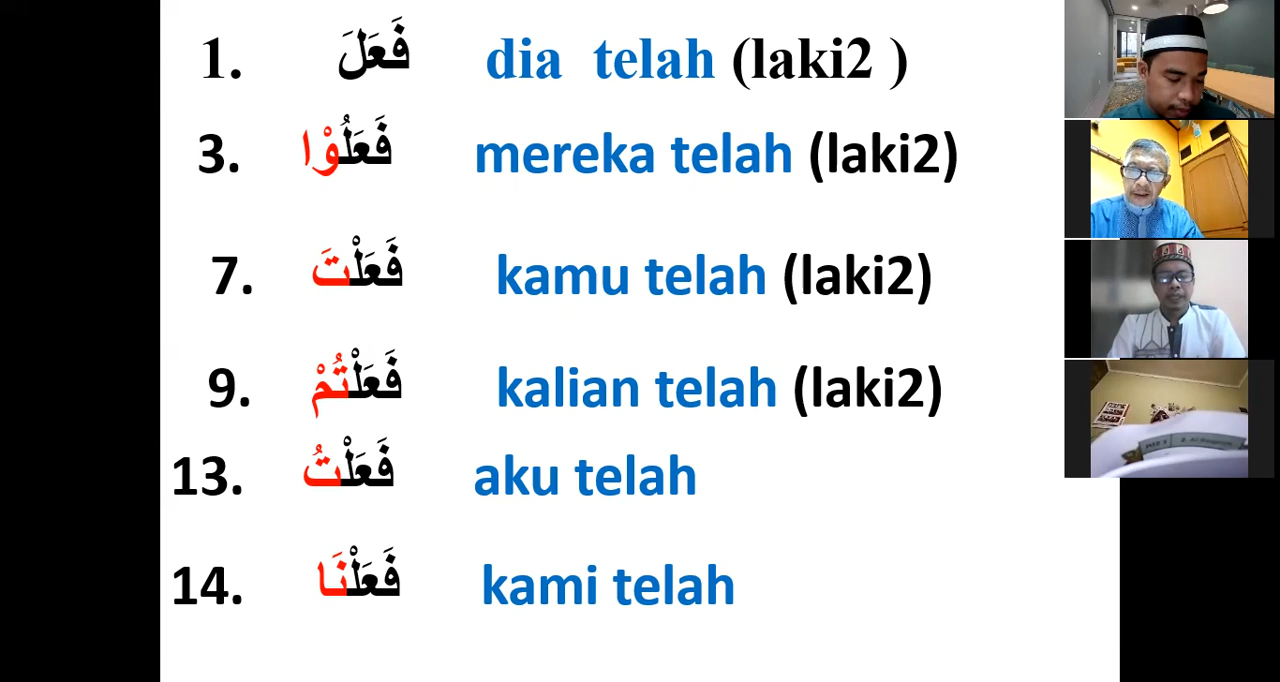 1. فَعَلَ dia telah (laki2 )
3. فَعَلُوْا mereka telah (laki2)
7. فَعَلْتَ kamu telah (laki2)
9. فَعَلْتُمْ kalian telah (laki2)
13. فَعَلْتُ aku telah
14. فَعَلْنَا kami telah